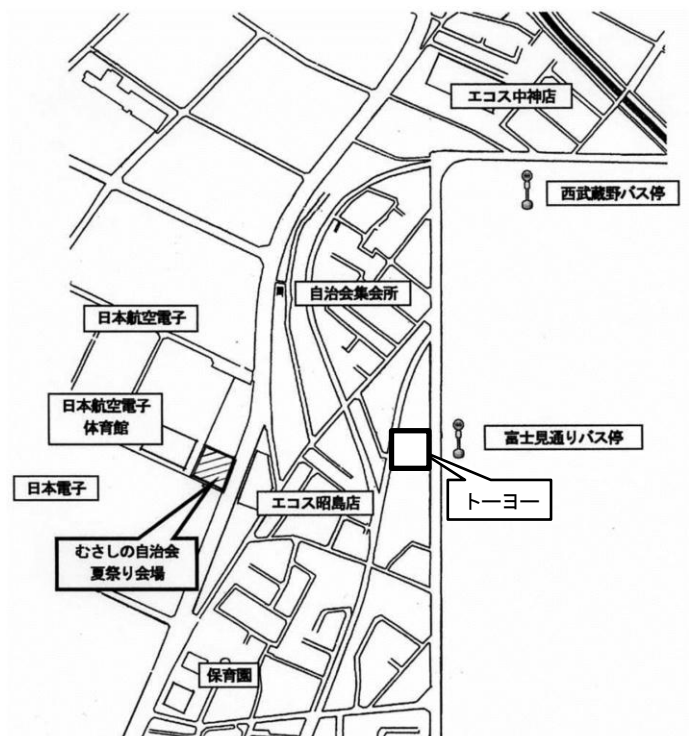 エコス中神店
西武蔵野バス停
自治会集会所
日本航空電子
日本航空電子
体育館
富士見通りバス停
日本電子
エコス昭島店
トーヨー
むさしの自治会
夏祭り会場
保育園